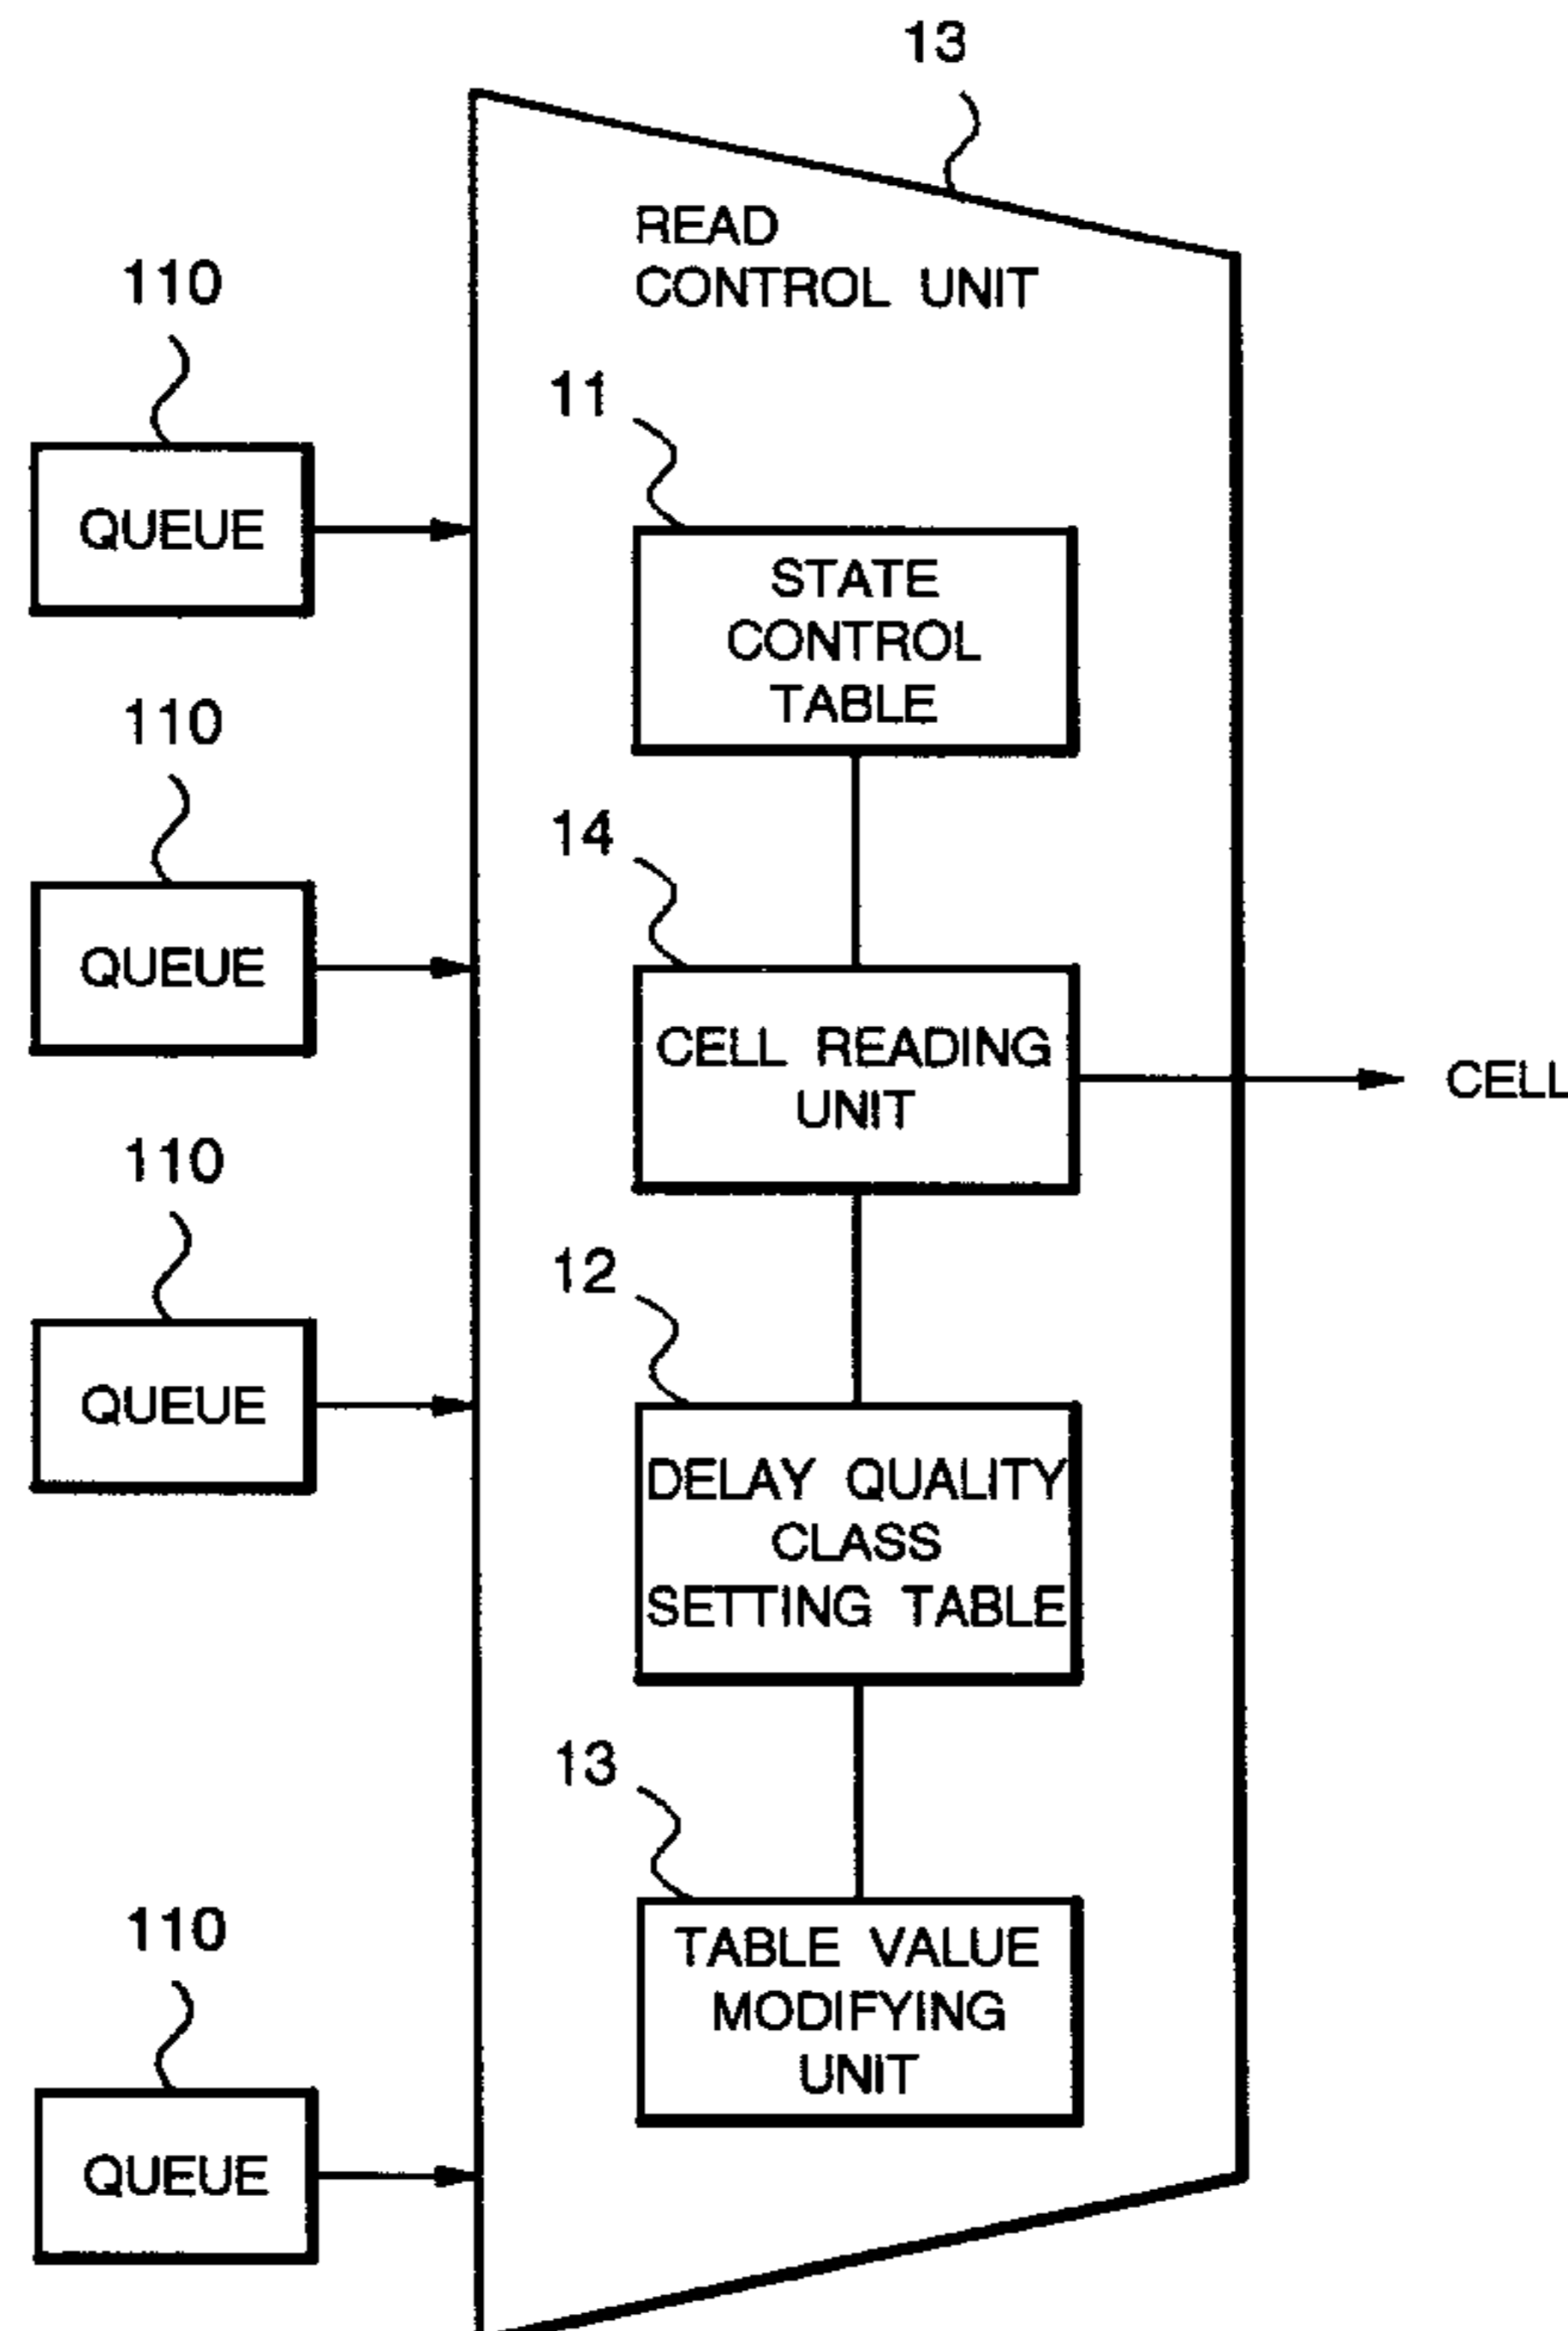 13
READ
CONTROL UNIT
110
QUEUE
11
STATE
CONTROL
TABLE
110
QUEUE
14
CELL READING
UNIT
CELL
110
QUEUE
12
DELAY QUALITY
CLASS
SETTING TABLE
13
TABLE VALUE
MODIFYING
UNIT
110
QUEUE